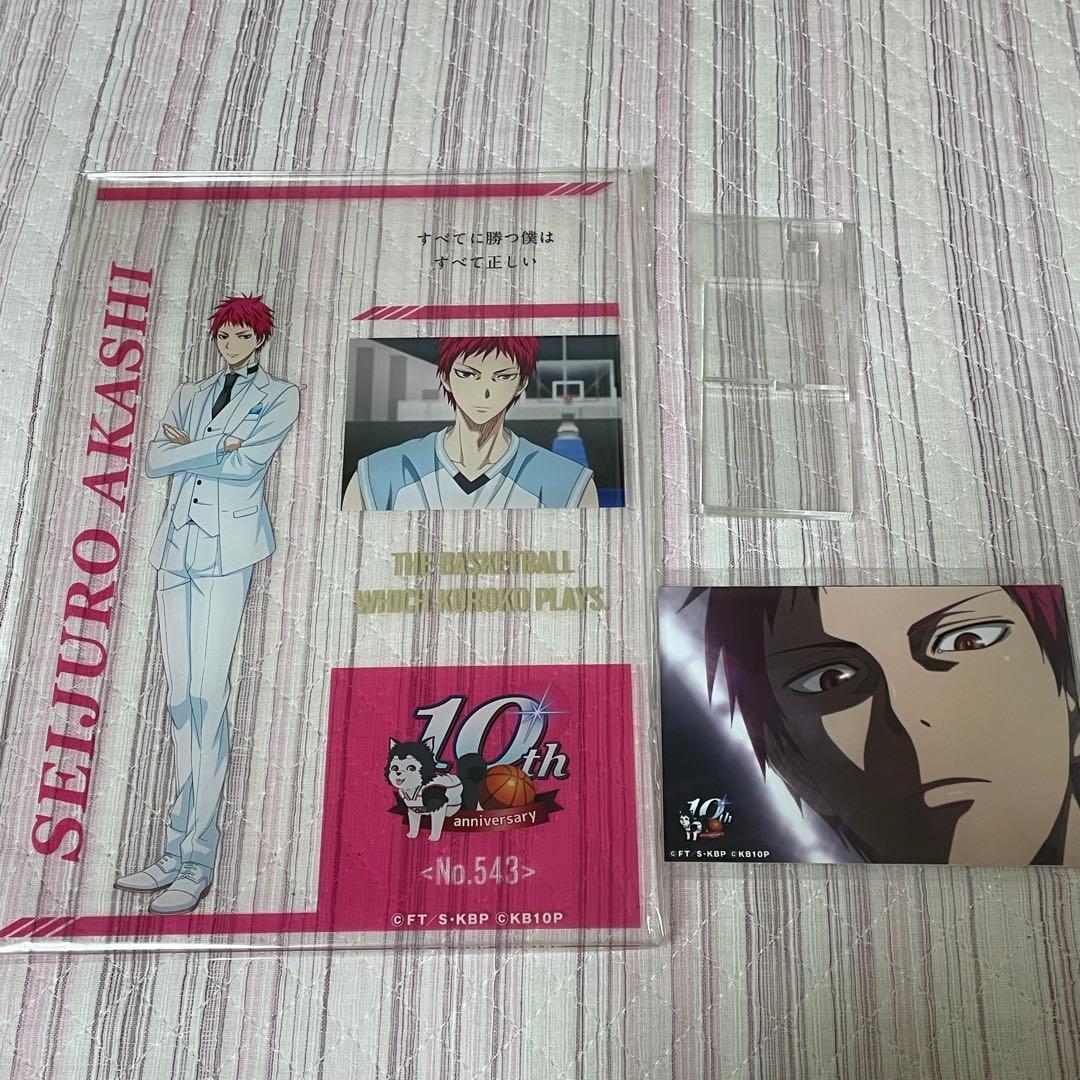 すべてに勝つ僕は
すべて正しい
SEIJURO AKASHI
THE BASKETBALL
WHICH KUROKO PLAYS.
10th
anniversary
<No.543>
©FT/S・KBP ©KB10P
10th
anniversary
©FT/S・KBP ©KB10P